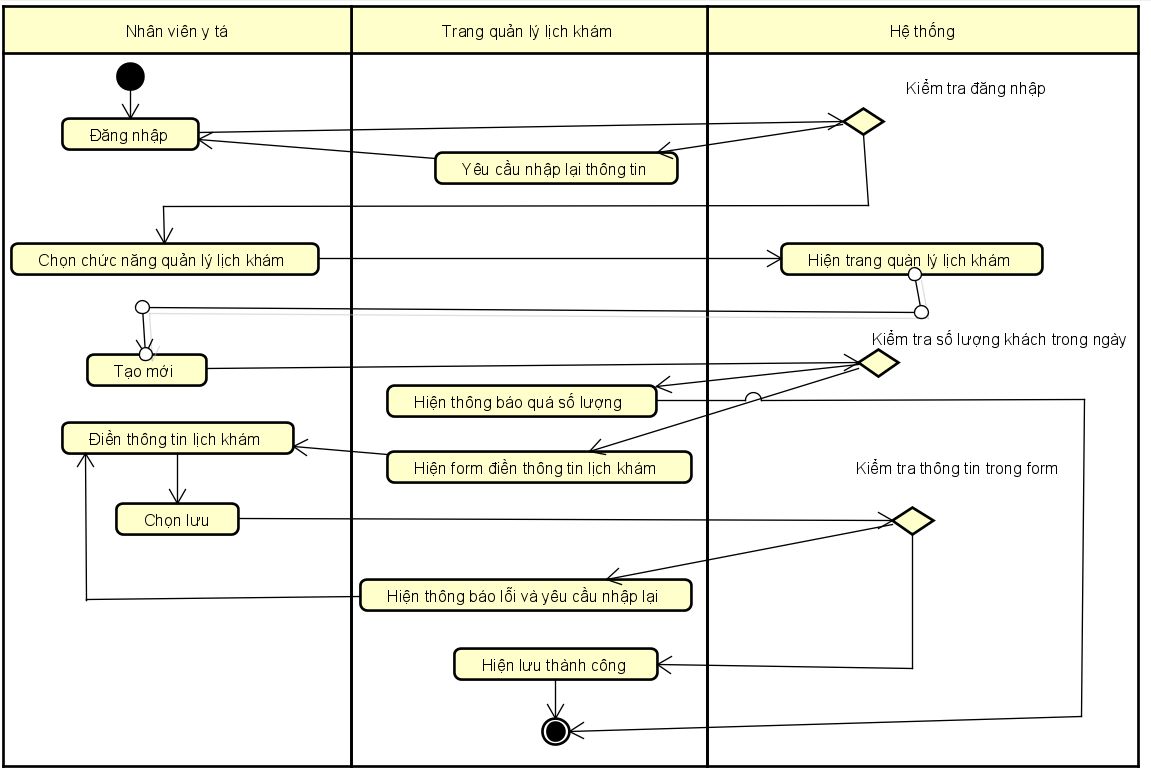 Nhân viên y tá
Trang quản lý lịch khám
Hệ thống
Kiểm tra đăng nhập
Đăng nhập
Yêu cầu nhập lại thông tin
Chọn chức năng quản lý lịch khám
Hiện trang quản lý lịch khám
Kiểm tra số lượng khách trong ngày
Tạo mới
Hiện thông báo quá số lượng
Điền thông tin lịch khám
Hiện form điền thông tin lịch khám
Kiểm tra thông tin trong form
Chọn lưu
Hiện thông báo lỗi và yêu cầu nhập lại
Hiện lưu thành công